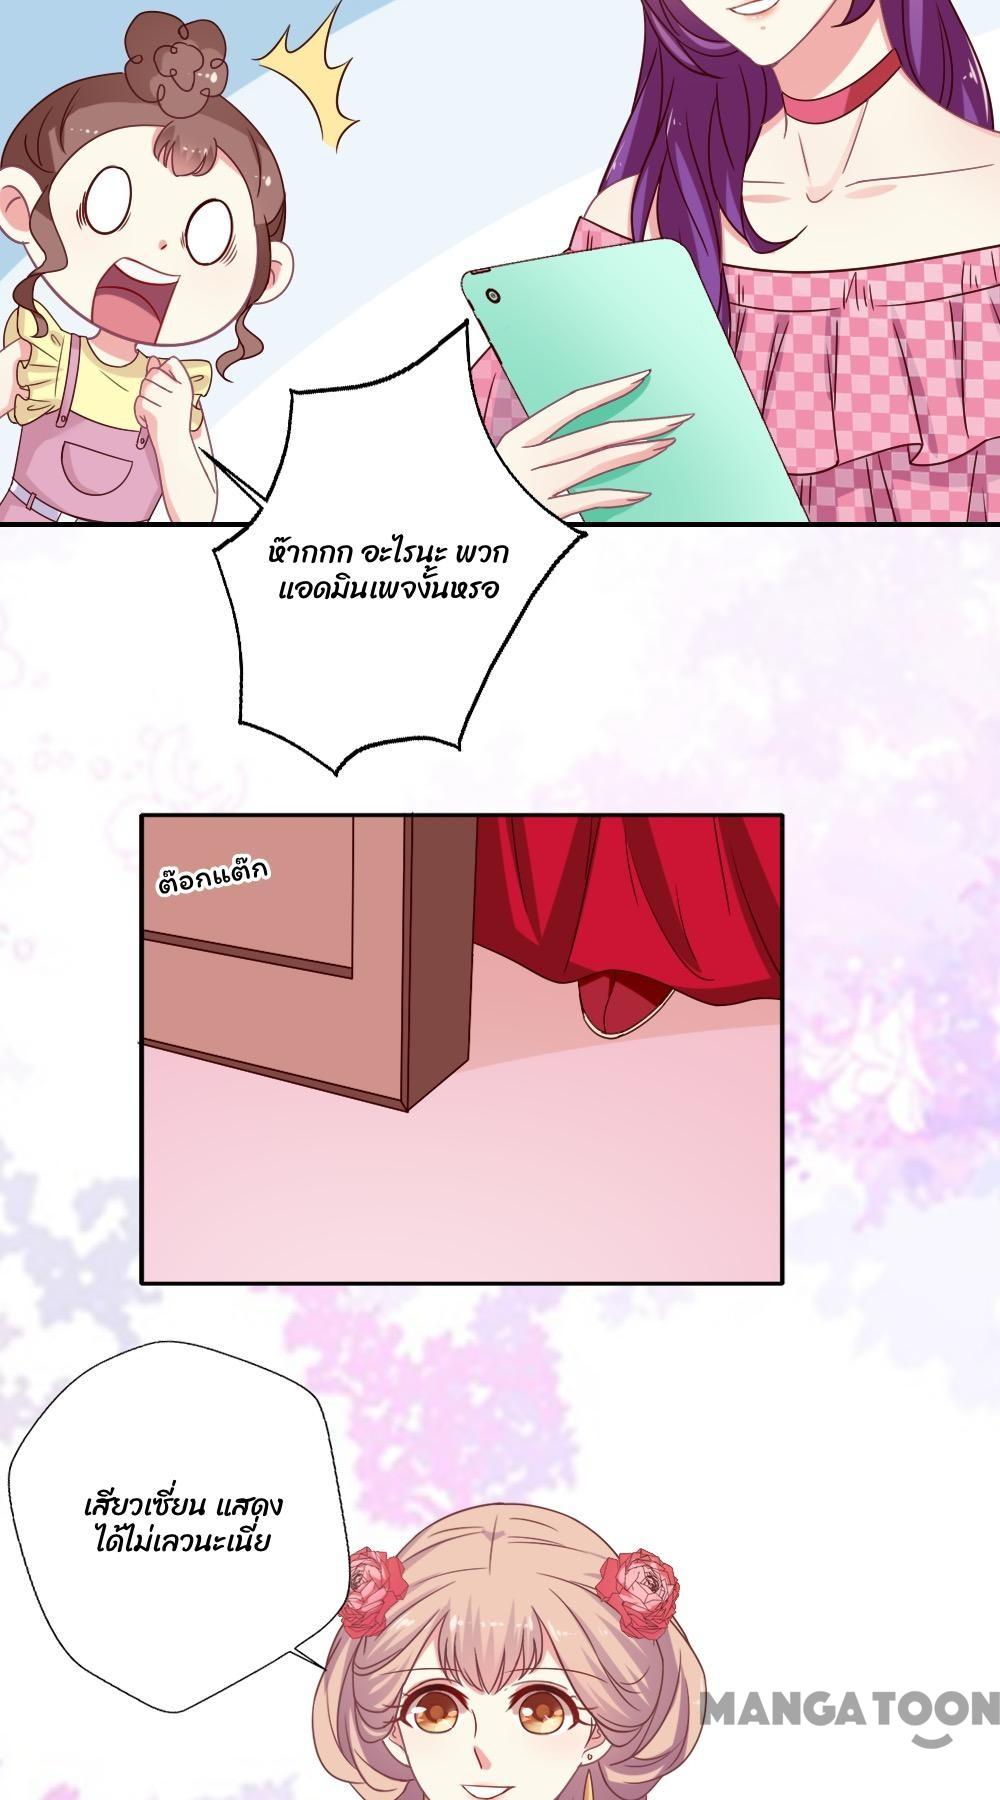 ห๊ากกก อะไรนะ พวก
แอดมินเพจงั้นหรอ
ต๊อกแต๊ก
เสียวเซี่ยน แสดง
ได้ไม่เลวนะเนี่ย
MANGATOON